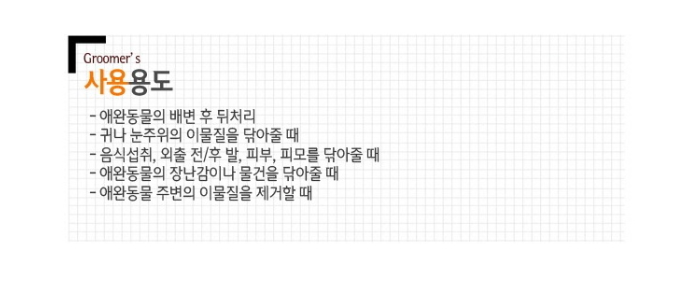 Groomer's
사용용도
- 애완동물의 배변 후 뒤처리
- 귀나 눈주위의 이물질을 닦아줄 때
- 음식섭취, 외출 전/후 발, 피부, 피모를 닦아줄 때
- 애완동물의 장난감이나 물건을 닦아줄 때
- 애완동물 주변의 이물질을 제거할 때